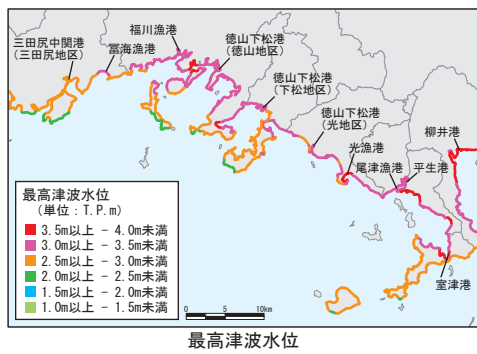 福川漁港
三田尻中関港
（三田尻地区）
富海漁港
徳山下松港
（徳山地区）
徳山下松港
（下松地区）
徳山下松港
（光地区）
光漁港
尾津漁港
平生港
柳井港
室津港
最高津波水位
（単位：T.P.m）
3.5m以上 - 4.0m未満
3.0m以上 - 3.5m未満
2.5m以上 - 3.0m未満
2.0m以上 - 2.5m未満
1.5m以上 - 2.0m未満
1.0m以上 - 1.5m未満
0 5 10km
最高津波水位